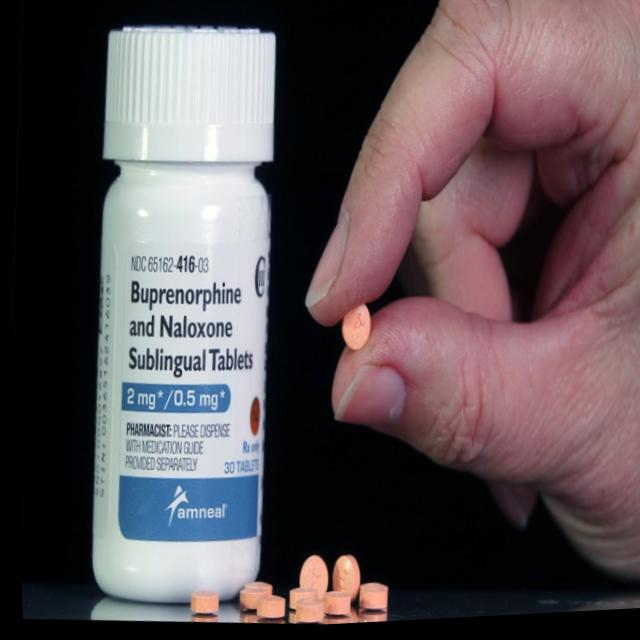 NDC 65162-416-03
Buprenorphine
and Naloxone
Sublingual Tablets
2 mg*/0.5 mg*
PHARMACIST: PLEASE DISPENSE
WITH MEDICATION GUIDE
PROVIDED SEPARATELY
Rx only
30 TABLETS
amneal